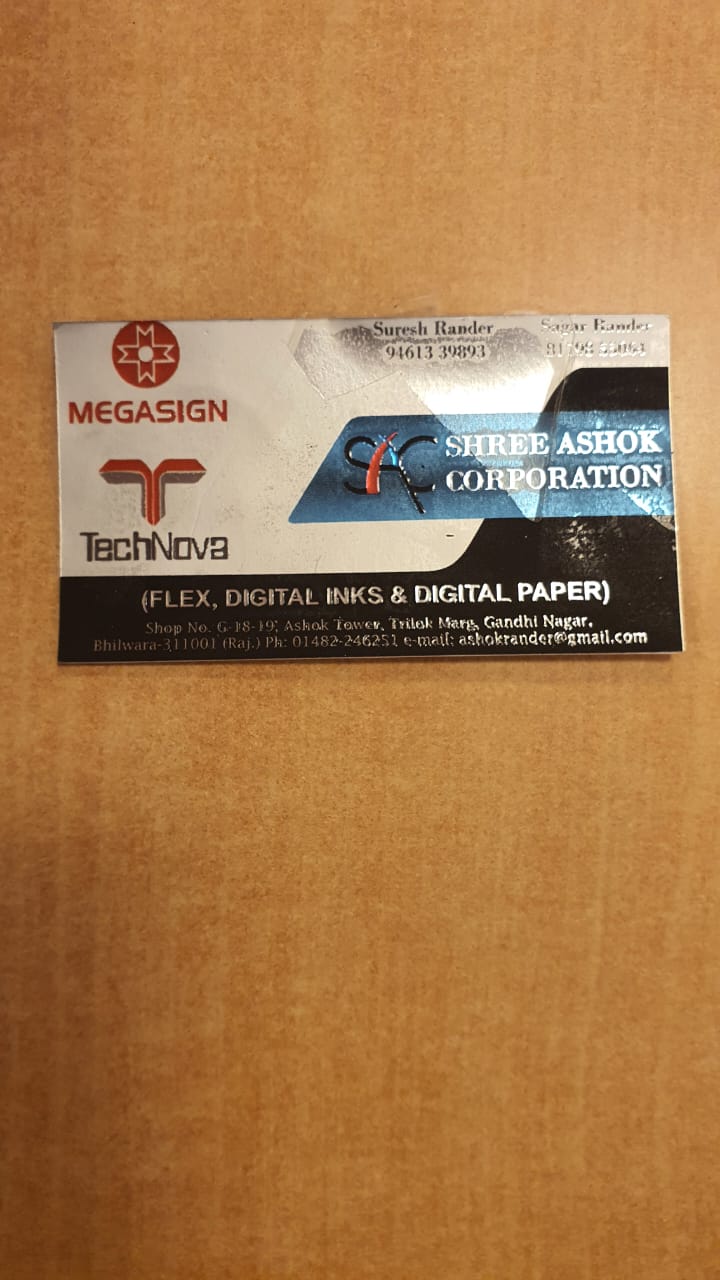 Suresh Rander
94613 39893
Sagar Rander
MEGASIGN
SAC
SHREE ASHOK
CORPORATION
TechNova
(FLEX, DIGITAL INKS & DIGITAL PAPER)
Shop No. G-18-19, Ashok Tower, Trilok Marg, Gandhi Nagar,
Bhilwara-311001 (Raj.) Ph: 01482-246251 e-mail: ashokrander@gmail.com